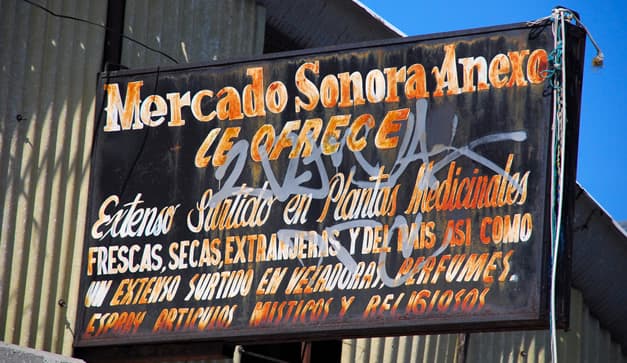 Mercado Sonora Y Anexo
LE OFRECE
Extenso Surtido en Plantas Medicinales
FRESCAS, SECAS, EXTRANJERAS Y DEL PAIS ASI COMO
UN EXTENSO SURTIDO EN VELADORAS, PERFUMES.
ESPRAY ARTICULOS MISTICOS Y RELIGIOSOS